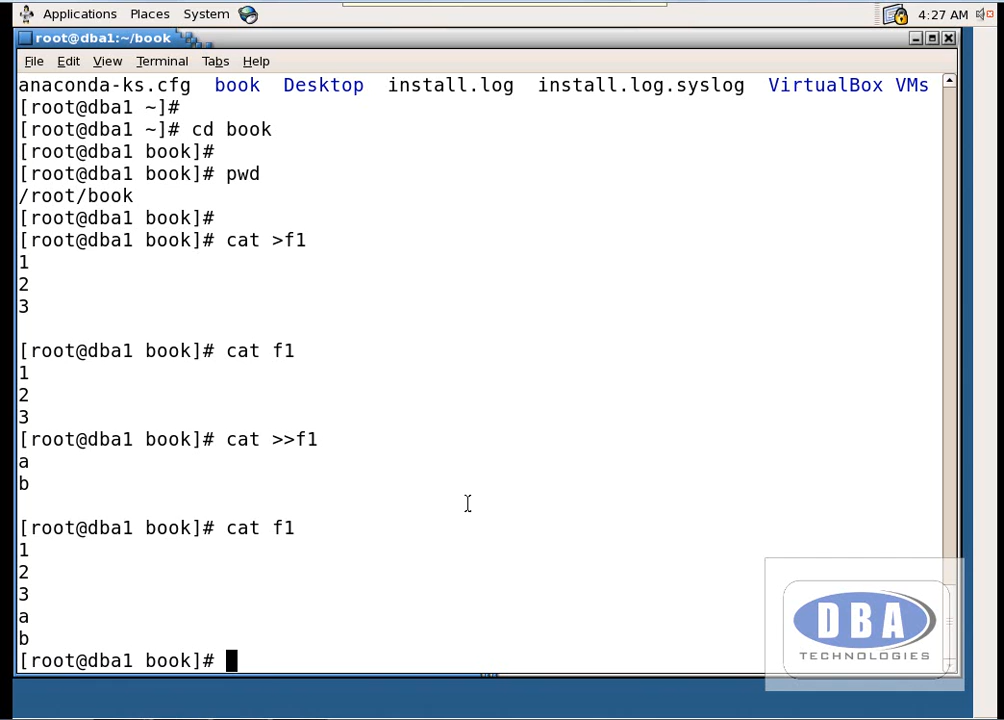 Applications Places System 4:27 AM
root@dba1:~/book
File Edit View Terminal Tabs Help
anaconda-ks.cfg book Desktop install.log install.log.syslog VirtualBox VMs
[root@dba1 ~]#
[root@dba1 ~]# cd book
[root@dba1 book]#
[root@dba1 book]# pwd
/root/book
[root@dba1 book]#
[root@dba1 book]# cat >f1
1
2
3
[root@dba1 book]# cat f1
1
2
3
[root@dba1 book]# cat >>f1
a
b
[root@dba1 book]# cat f1
1
2
3
a
b
[root@dba1 book]#
DBA
TECHNOLOGIES